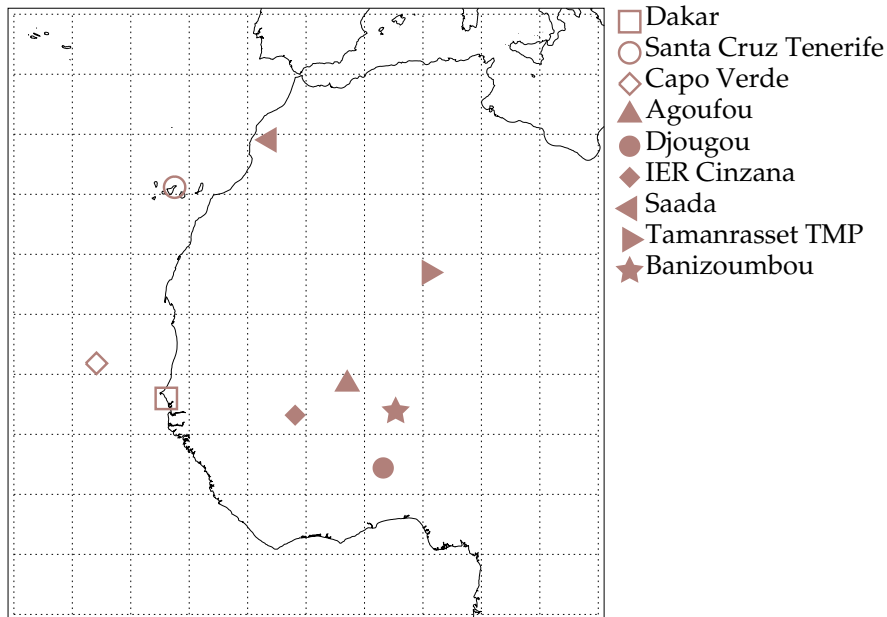 Dakar
Santa Cruz Tenerife
Capo Verde
Agoufou
Djougou
IER Cinzana
Saada
Tamanrasset TMP
Banizoumbou